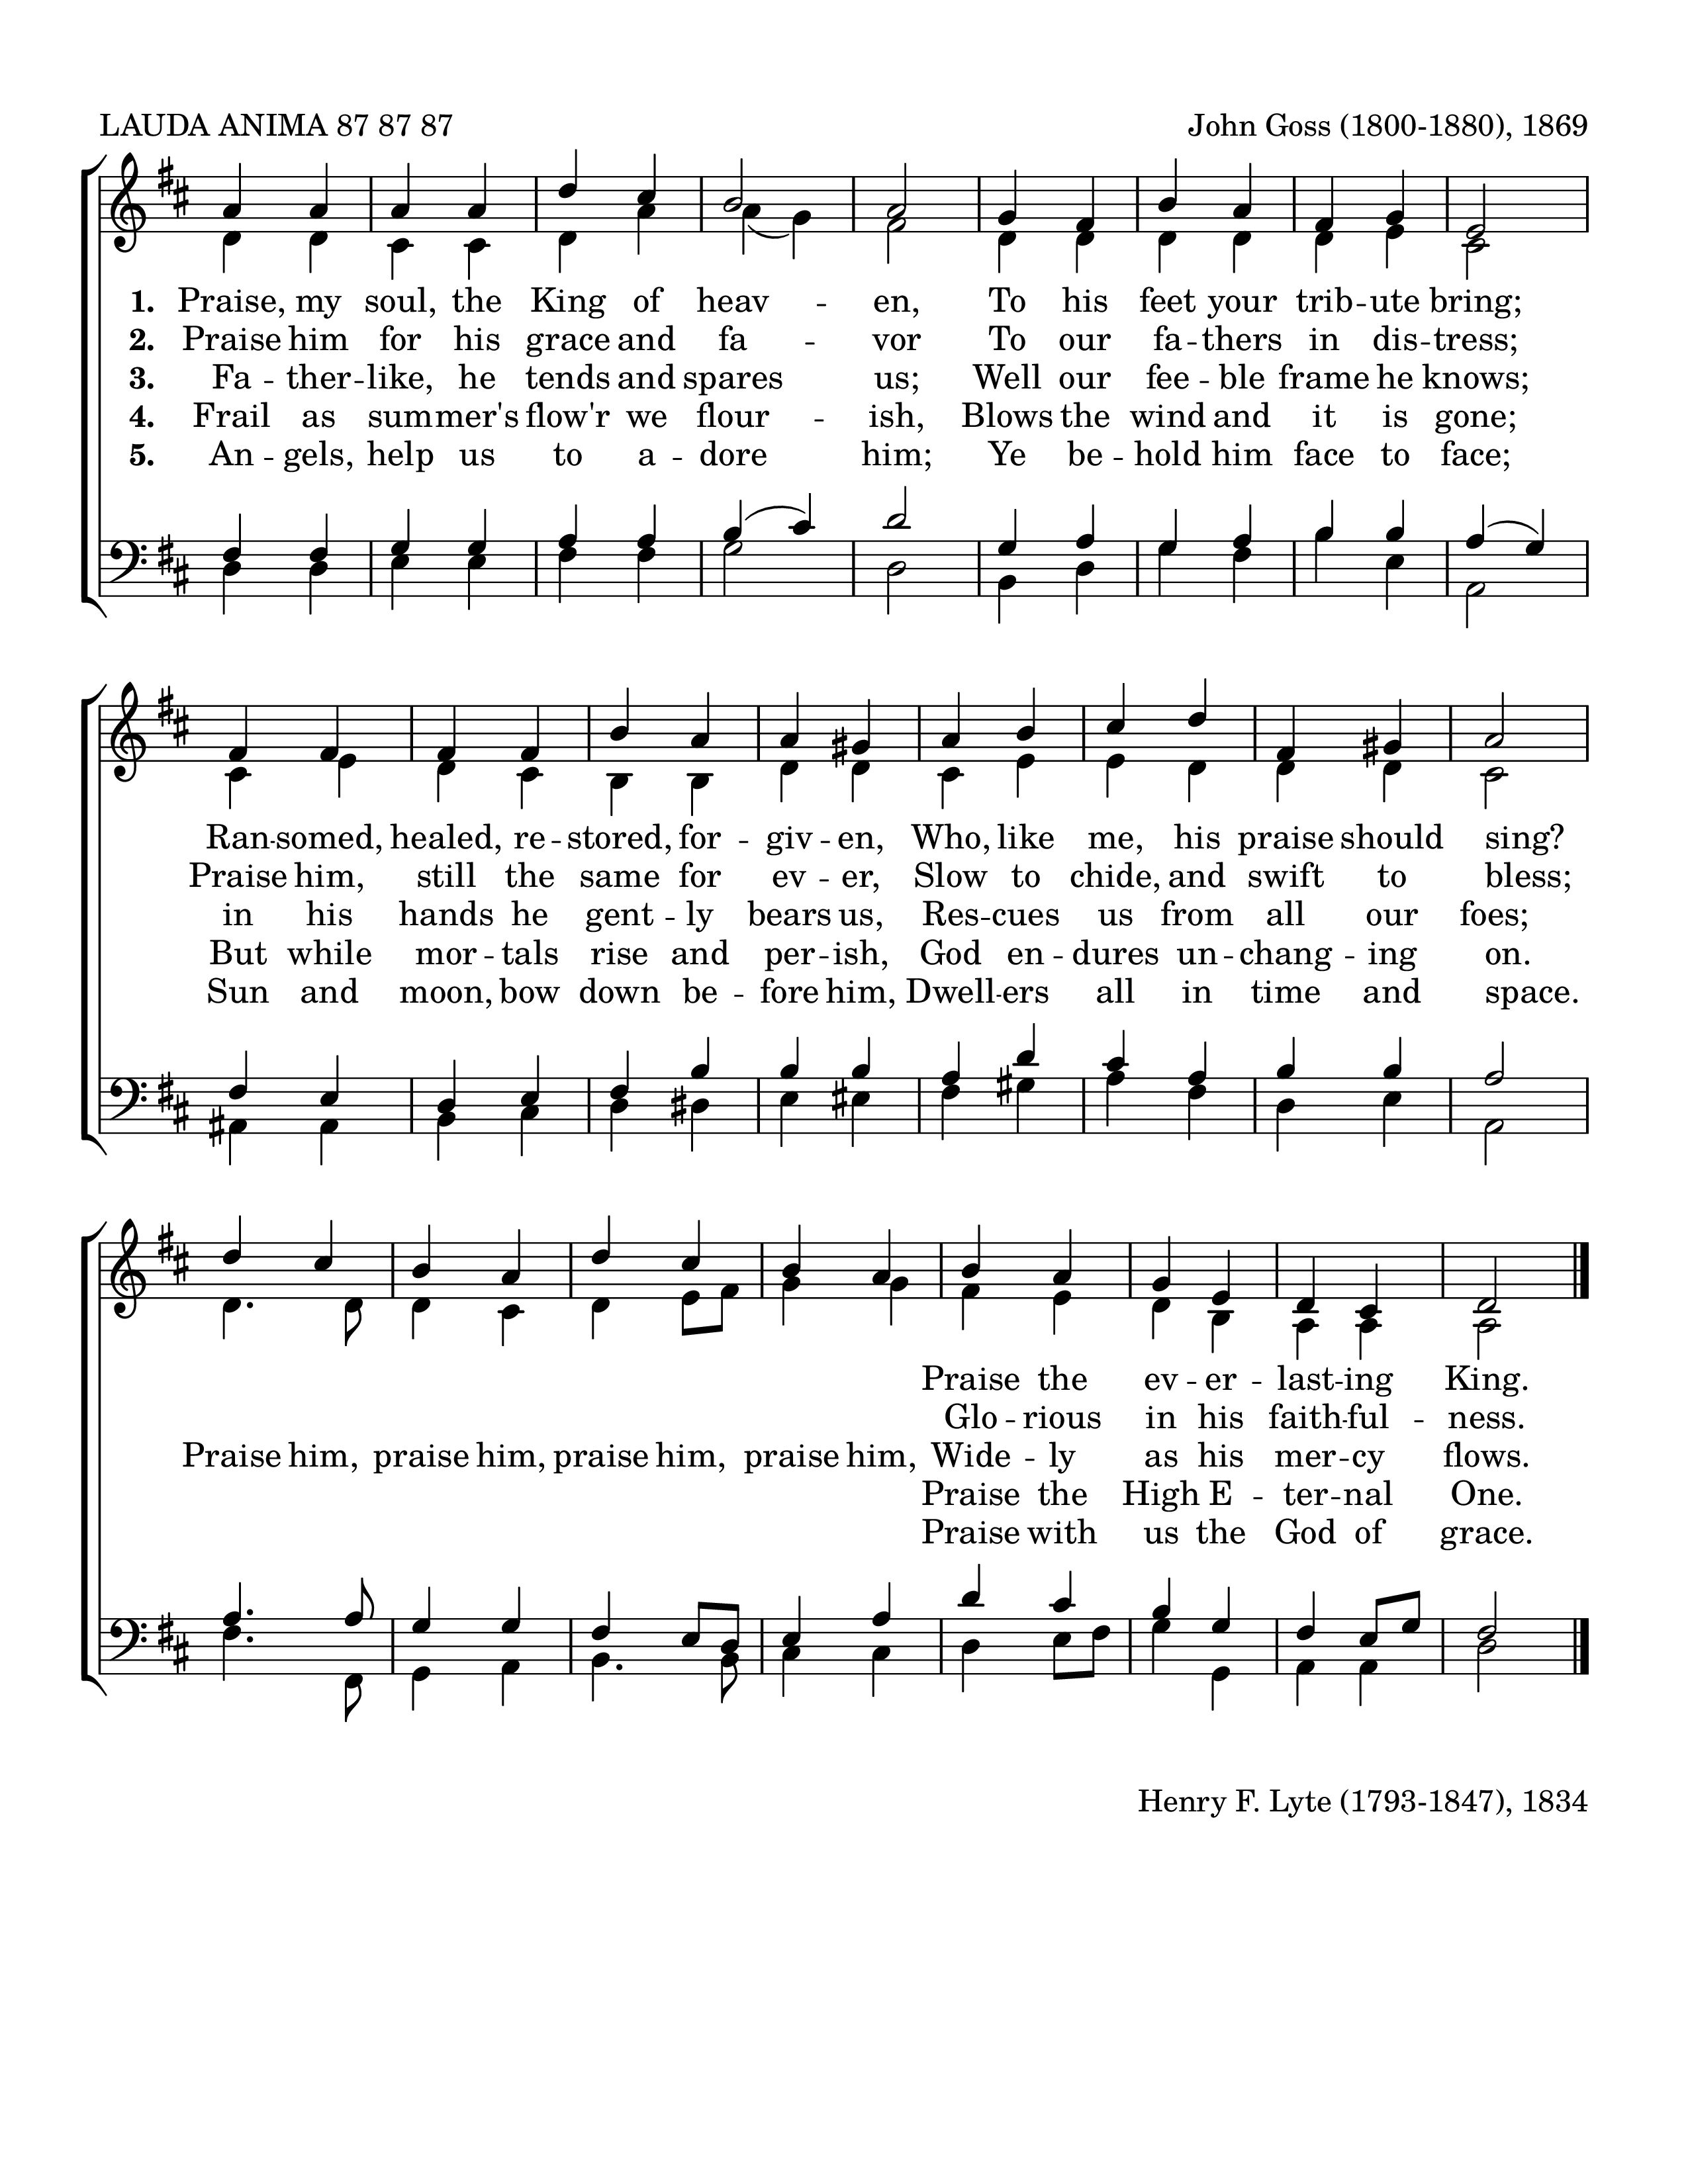 LAUDA ANIMA 87 87 87 John Goss (1800-1880), 1869
1. Praise, my soul, the King of heav - en, To his feet your trib - ute bring;
2. Praise him for his grace and fa - vor To our fa - thers in dis - tress;
3. Fa - ther - like, he tends and spares us; Well our fee - ble frame he knows;
4. Frail as summer's flow'r we flour - ish, Blows the wind and it is gone;
5. An - gels, help us to a - dore him; Ye be - hold him face to face;
Ran - somed, healed, re - stored, for - giv - en, Who, like me, his praise should sing?
Praise him, still the same for ev - er, Slow to chide, and swift to bless;
in his hands he gent - ly bears us, Res - cues us from all our foes;
But while mor - tals rise and per - ish, God en - dures un - chang - ing on.
Sun and moon, bow down be - fore him, Dwell - ers all in time and space.
Praise the ev - er - last - ing King.
Glo - rious in his faith - ful - ness.
Praise him, praise him, praise him, praise him, Wide - ly as his mer - cy flows.
Praise the High E - ter - nal One.
Praise with us the God of grace.
Henry F. Lyte (1793-1847), 1834